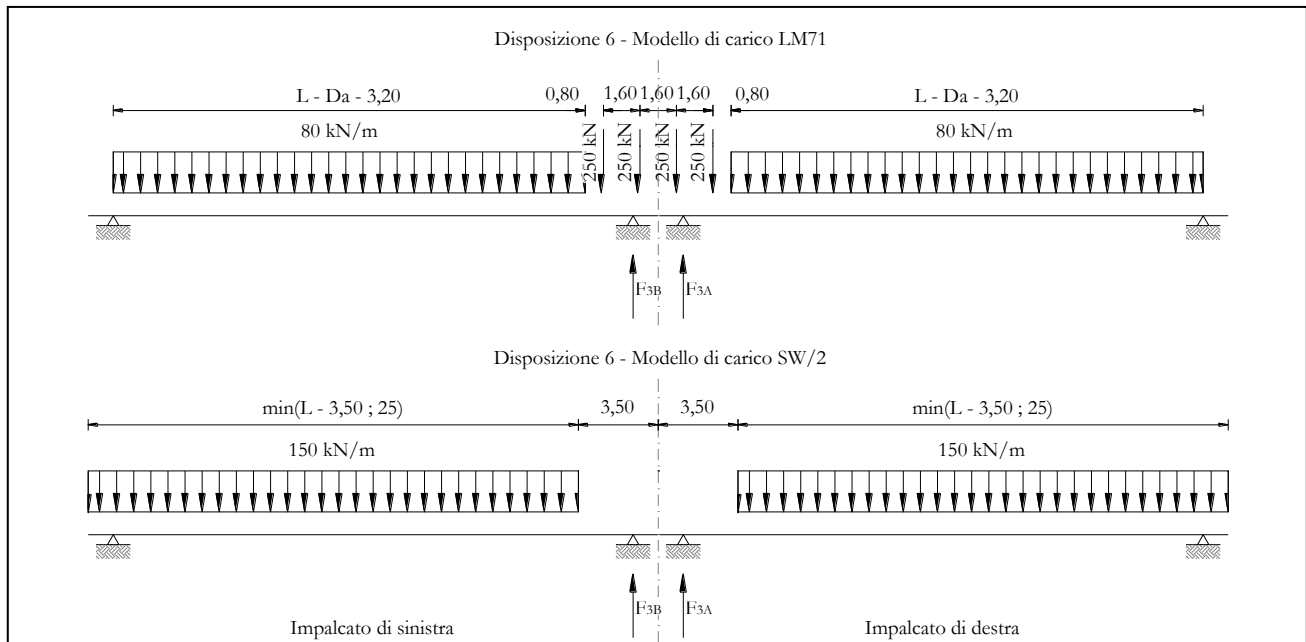 Disposizione 6 - Modello di carico LM71
L - Da - 3,20 0,80 1,60 1,60 1,60 0,80 L - Da - 3,20
80 kN/m 250 kN 250 kN 250 kN 250 kN 80 kN/m
F3B F3A
Disposizione 6 - Modello di carico SW/2
min(L - 3,50 ; 25) 3,50 3,50 min(L - 3,50 ; 25)
150 kN/m 150 kN/m
F3B F3A
Impalcato di sinistra Impalcato di destra